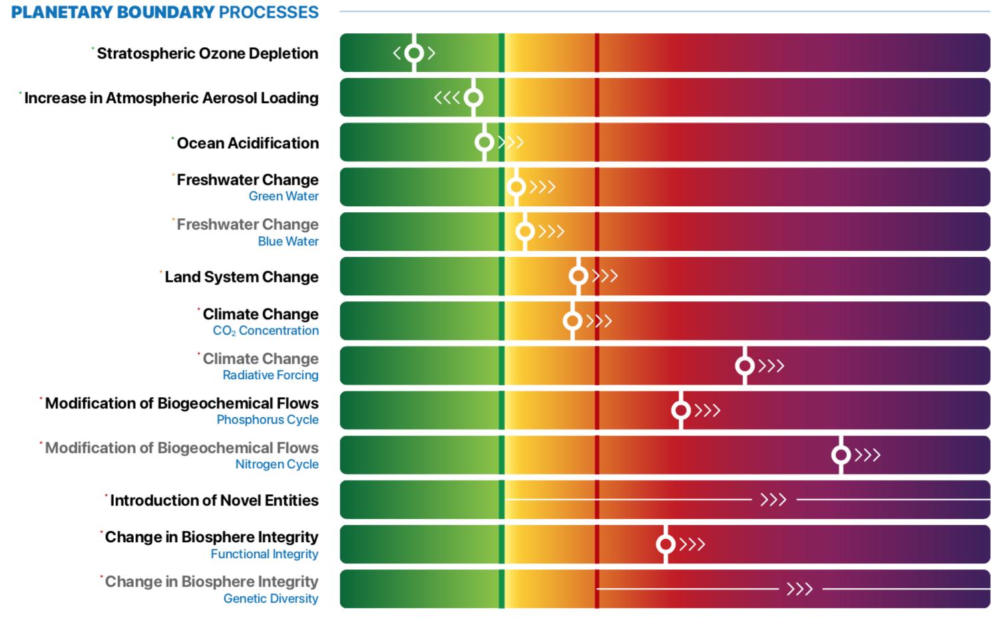 PLANETARY BOUNDARY PROCESSES
Stratospheric Ozone Depletion
Increase in Atmospheric Aerosol Loading
Ocean Acidification
Freshwater Change
Green Water
Freshwater Change
Blue Water
Land System Change
Climate Change
CO₂ Concentration
Climate Change
Radiative Forcing
Modification of Biogeochemical Flows
Phosphorus Cycle
Modification of Biogeochemical Flows
Nitrogen Cycle
Introduction of Novel Entities
Change in Biosphere Integrity
Functional Integrity
Change in Biosphere Integrity
Genetic Diversity